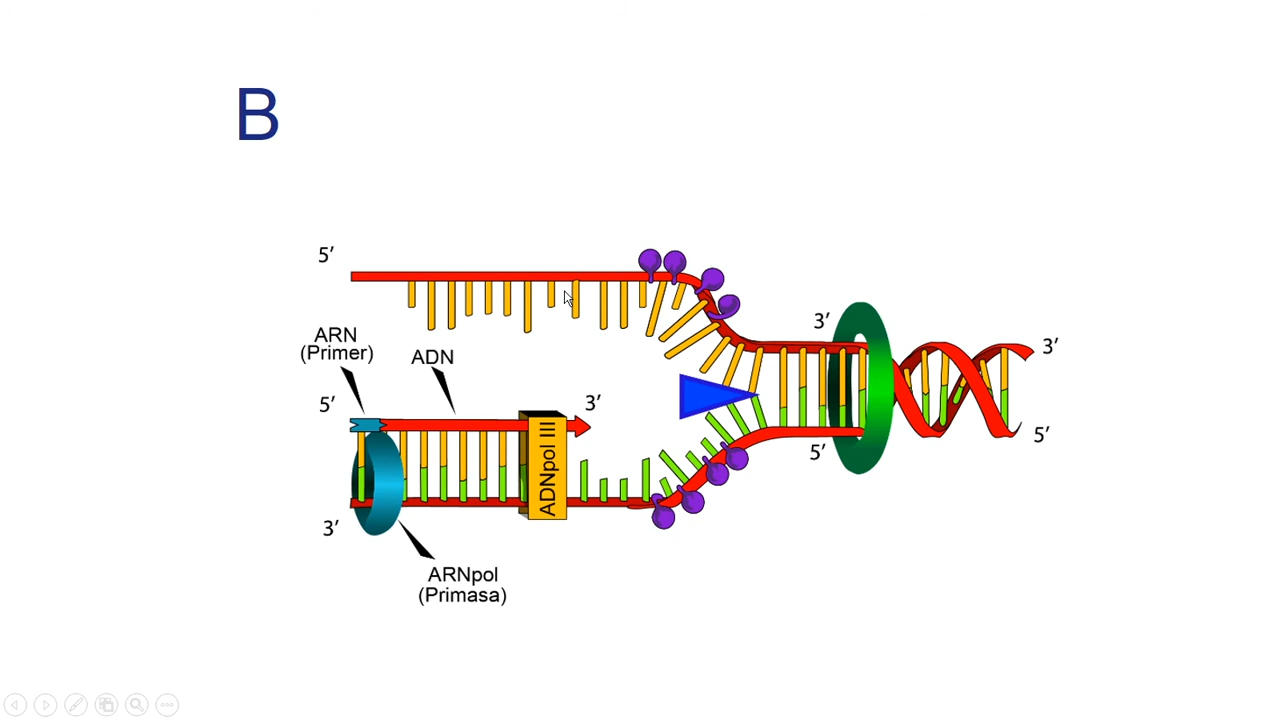 B
5′
3′
3′
ARN
(Primer)
ADN
5′
3′
5′
5′
ADNpol III
3′
ARNpol
(Primasa)